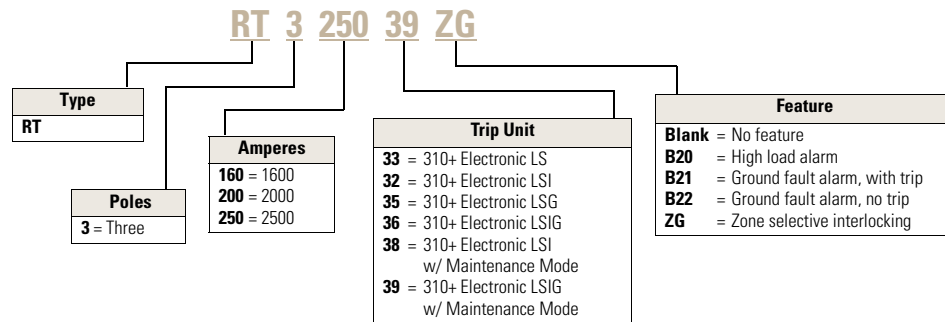 RT 3 250 39 ZG
Type
RT
Poles
3 = Three
Amperes
160 = 1600
200 = 2000
250 = 2500
Trip Unit
33 = 310+ Electronic LS
32 = 310+ Electronic LSI
35 = 310+ Electronic LSG
36 = 310+ Electronic LSIG
38 = 310+ Electronic LSI
w/ Maintenance Mode
39 = 310+ Electronic LSIG
w/ Maintenance Mode
Feature
Blank = No feature
B20 = High load alarm
B21 = Ground fault alarm, with trip
B22 = Ground fault alarm, no trip
ZG = Zone selective interlocking